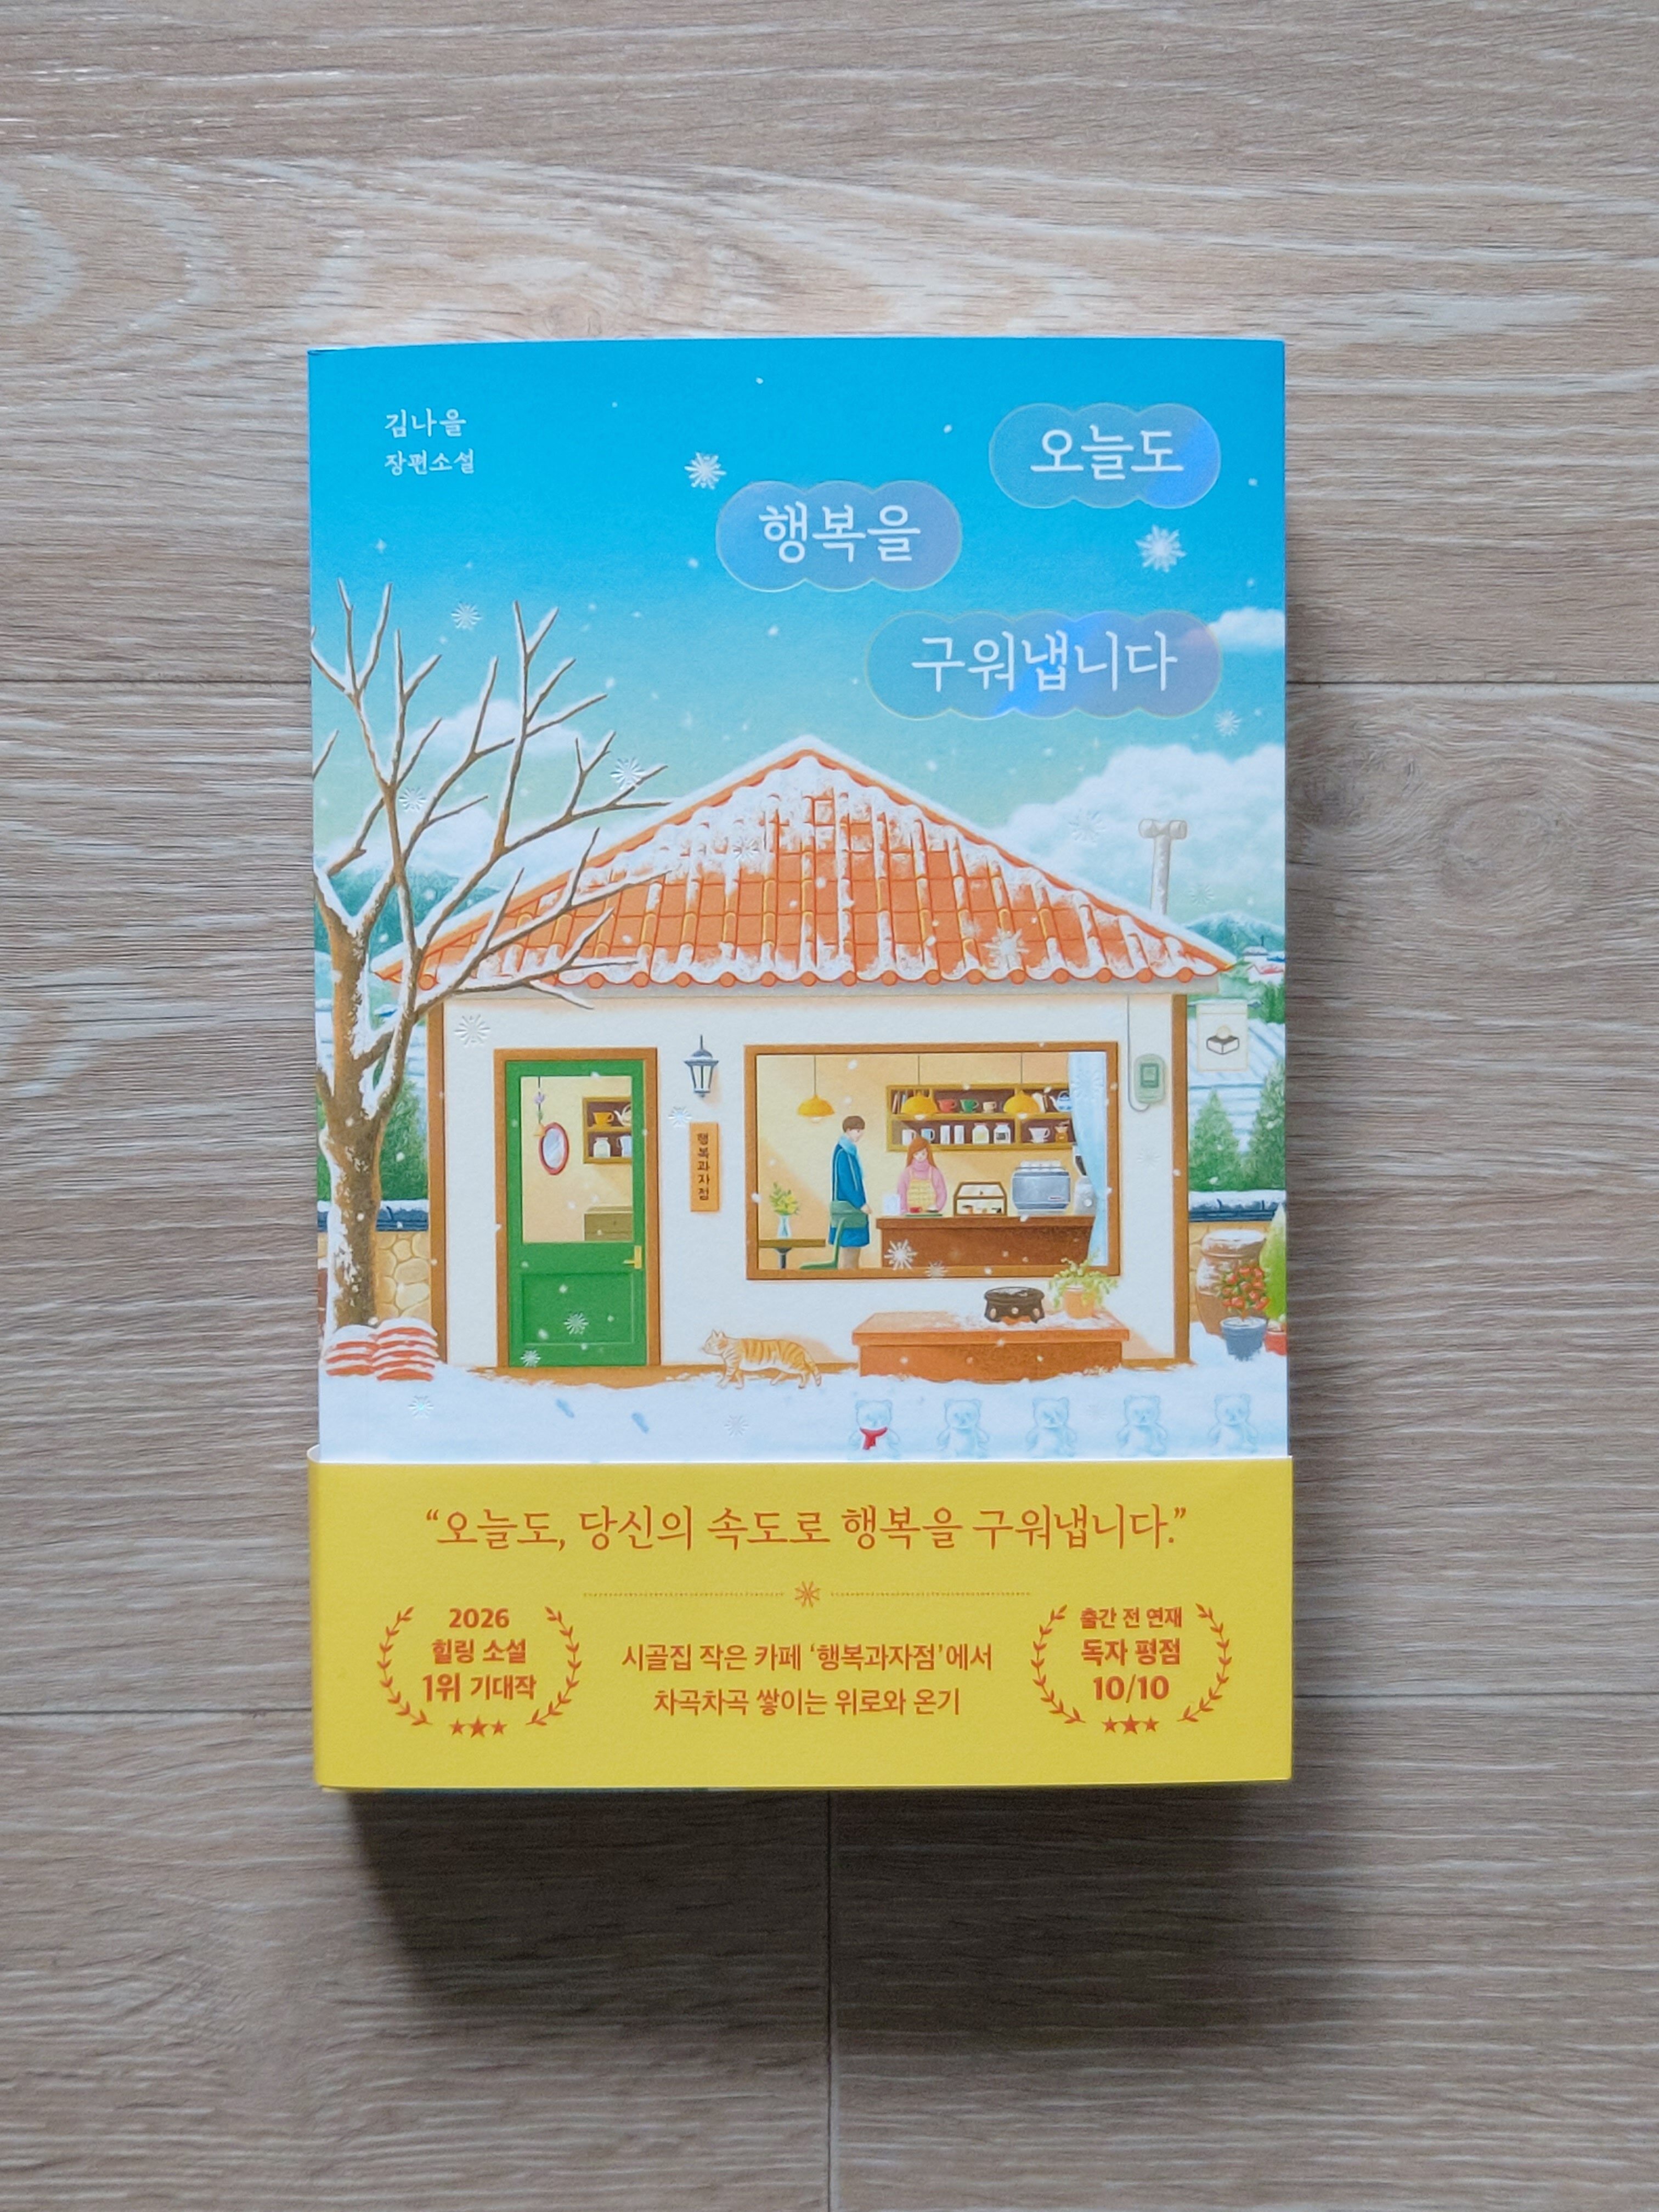 김나을
장편소설
오늘도
행복을
구워냅니다
행복과자점
“오늘도, 당신의 속도로 행복을 구워냅니다.”
2026
힐링 소설
1위 기대작
시골집 작은 카페 ‘행복과자점’에서
차곡차곡 쌓이는 위로와 온기
출간 전 연재
독자 평점
10/10